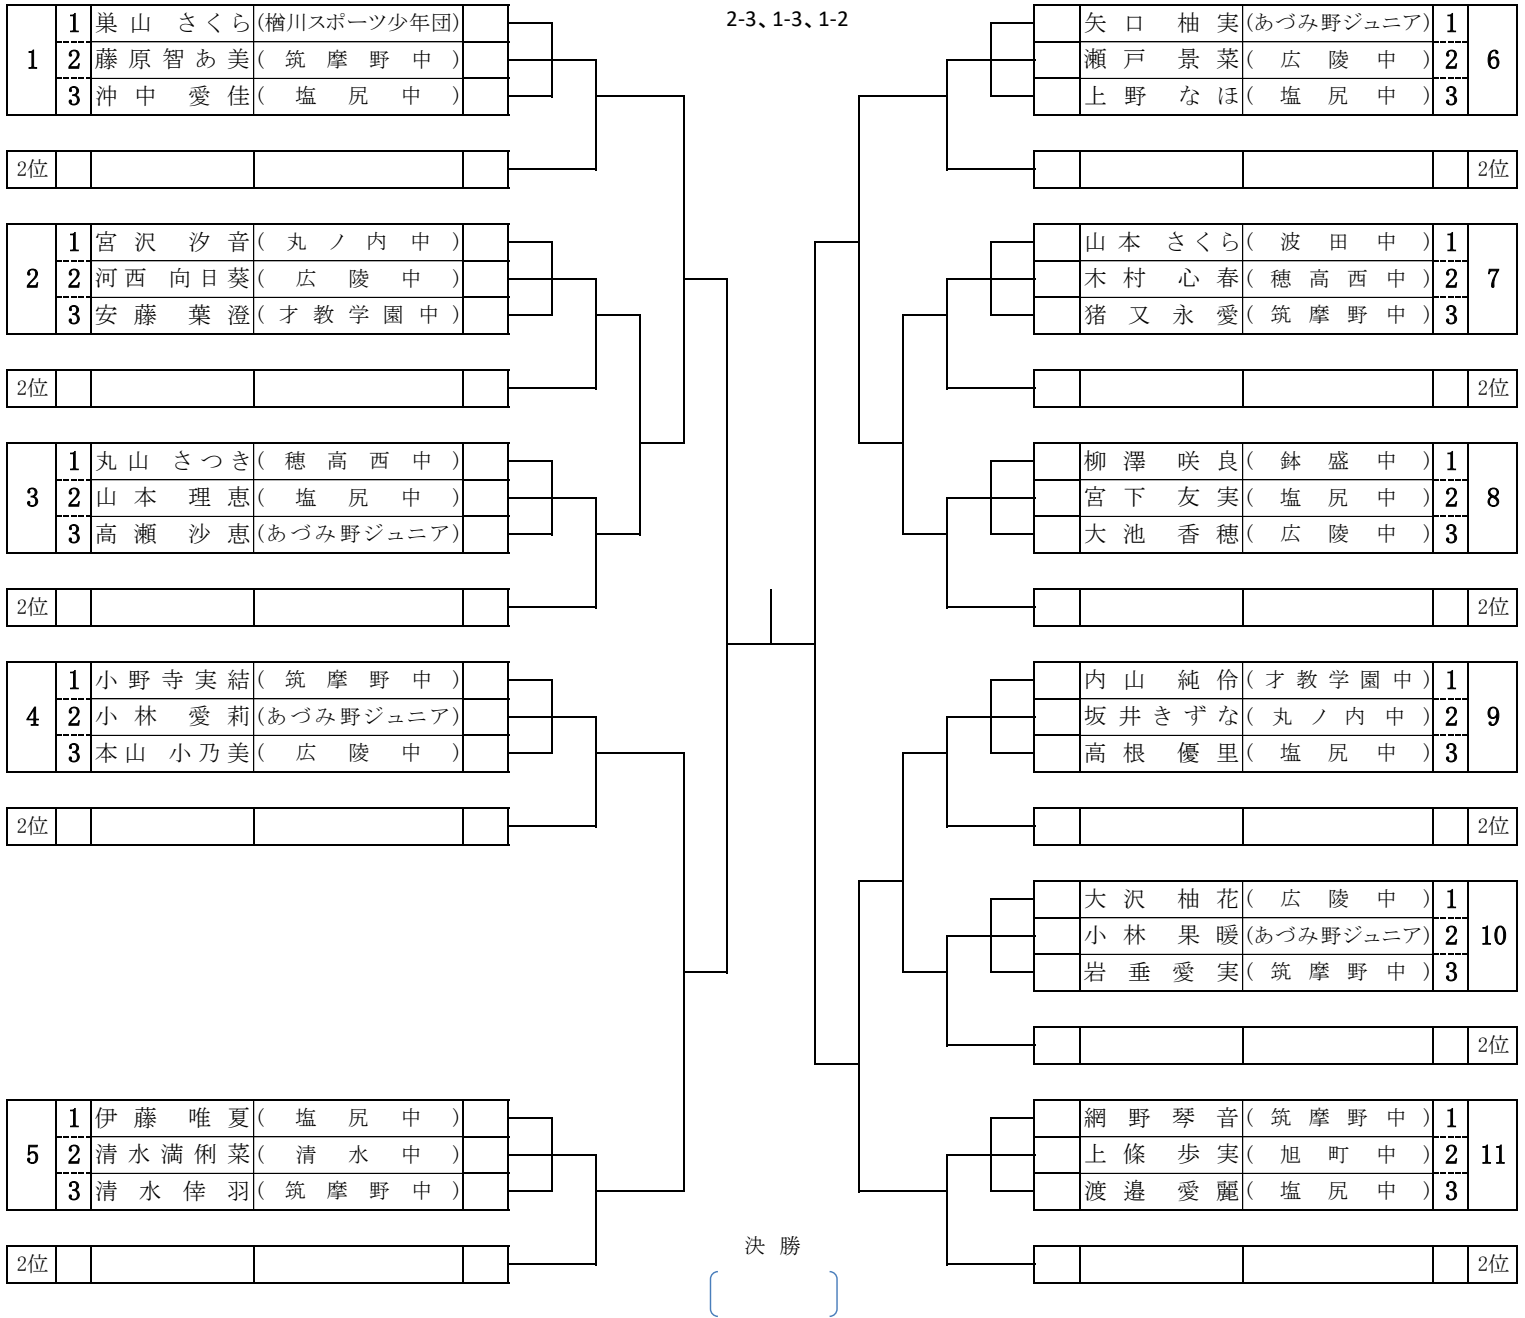 2-3、1-3、1-2
1
1 巣山 さくら (楢川スポーツ少年団)
2 藤原智あ美 (筑摩野中)
3 沖中 愛佳 (塩尻中)
2位
2
1 宮沢 汐音 (丸ノ内中)
2 河西 向日葵 (広陵中)
3 安藤 葉澄 (才教学園中)
2位
3
1 丸山 さつき (穂高西中)
2 山本 理恵 (塩尻中)
3 高瀬 沙恵 (あづみ野ジュニア)
2位
4
1 小野寺実結 (筑摩野中)
2 小林 愛莉 (あづみ野ジュニア)
3 本山 小乃美 (広陵中)
2位
5
1 伊藤 唯夏 (塩尻中)
2 清水満俐菜 (清水中)
3 清水倖羽 (筑摩野中)
2位
矢口 柚実 (あづみ野ジュニア) 1
瀬戸 景菜 (広陵中) 2
上野 なほ (塩尻中) 3
6
2位
山本 さくら (波田中) 1
木村 心春 (穂高西中) 2
猪又永愛 (筑摩野中) 3
7
2位
柳澤 咲良 (鉢盛中) 1
宮下 友実 (塩尻中) 2
大池 香穂 (広陵中) 3
8
2位
内山 純伶 (才教学園中) 1
坂井きずな (丸ノ内中) 2
高根 優里 (塩尻中) 3
9
2位
大沢 柚花 (広陵中) 1
小林 果暖 (あづみ野ジュニア) 2
岩垂愛実 (筑摩野中) 3
10
2位
網野琴音 (筑摩野中) 1
上條 歩実 (旭町中) 2
渡邉 愛麗 (塩尻中) 3
11
2位
決 勝